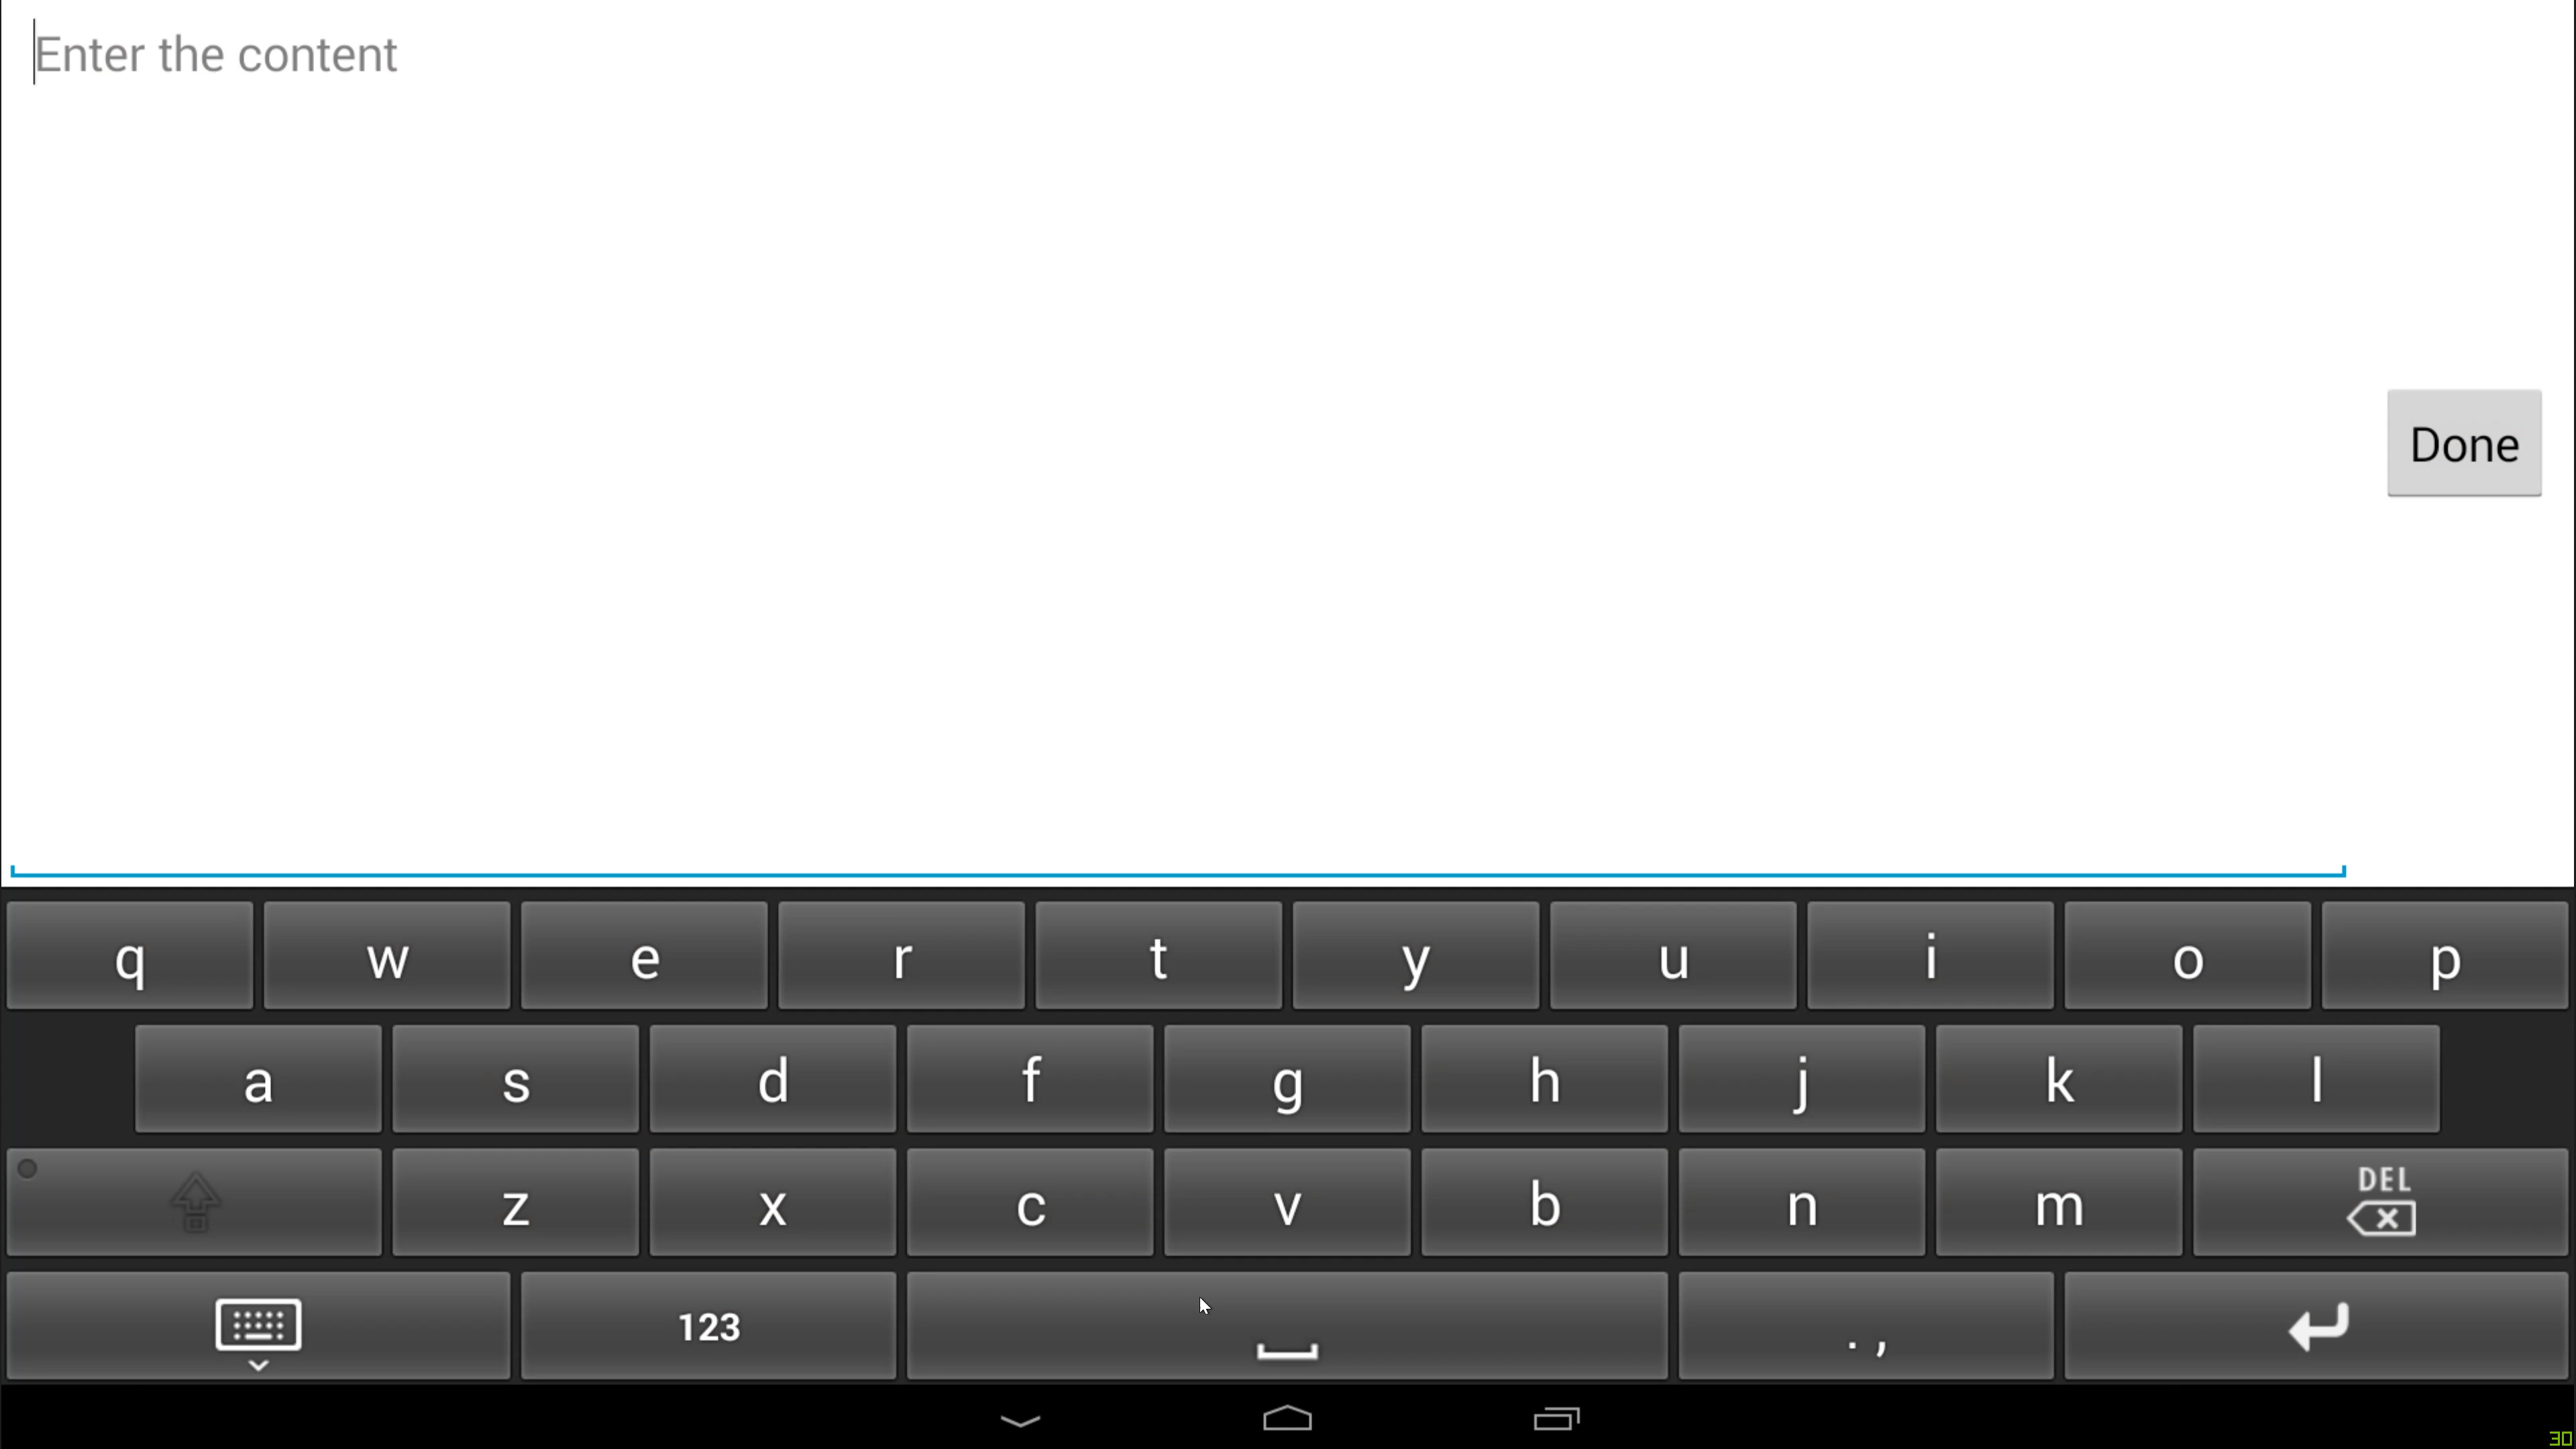 Enter the content
Done
q w e r t y u i o p
a s d f g h j k l
z x c v b n m DEL
123 . ,
30